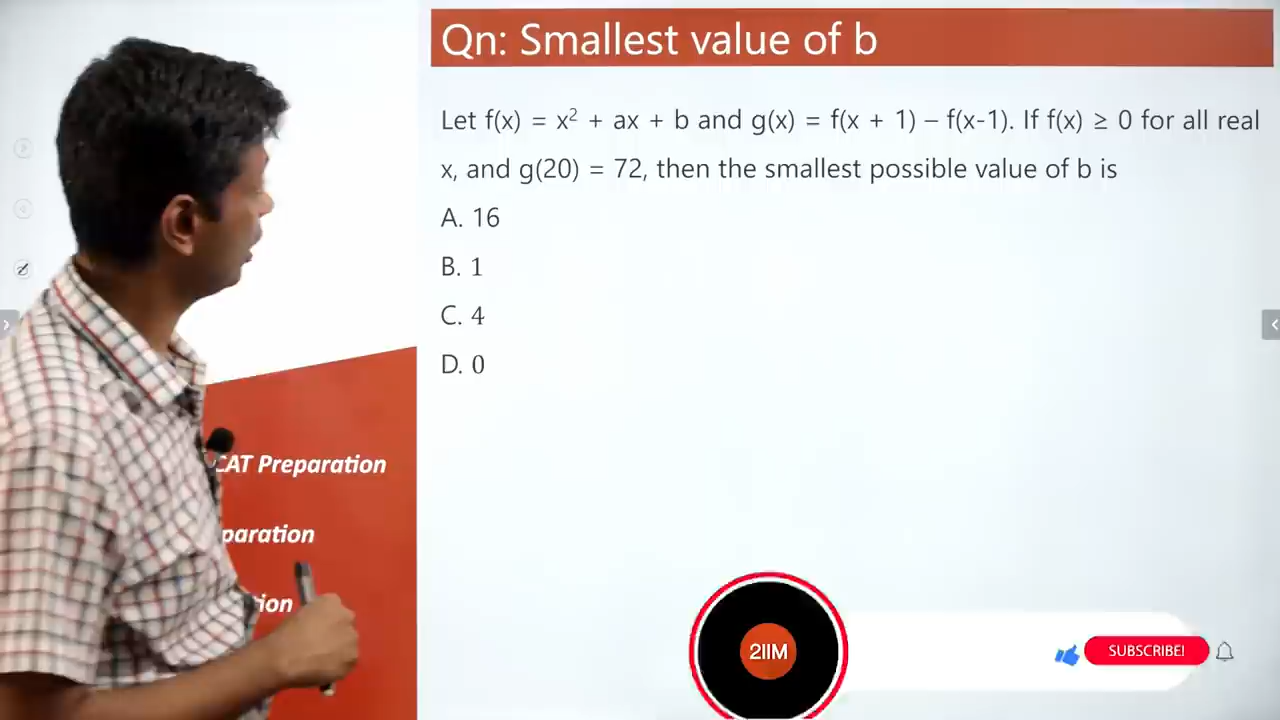 Qn: Smallest value of b
Let f(x) = x² + ax + b and g(x) = f(x + 1) – f(x-1). If f(x) ≥ 0 for all real
x, and g(20) = 72, then the smallest possible value of b is
A. 16
B. 1
C. 4
D. 0
CAT Preparation
paration
tion
2IIM
SUBSCRIBE!